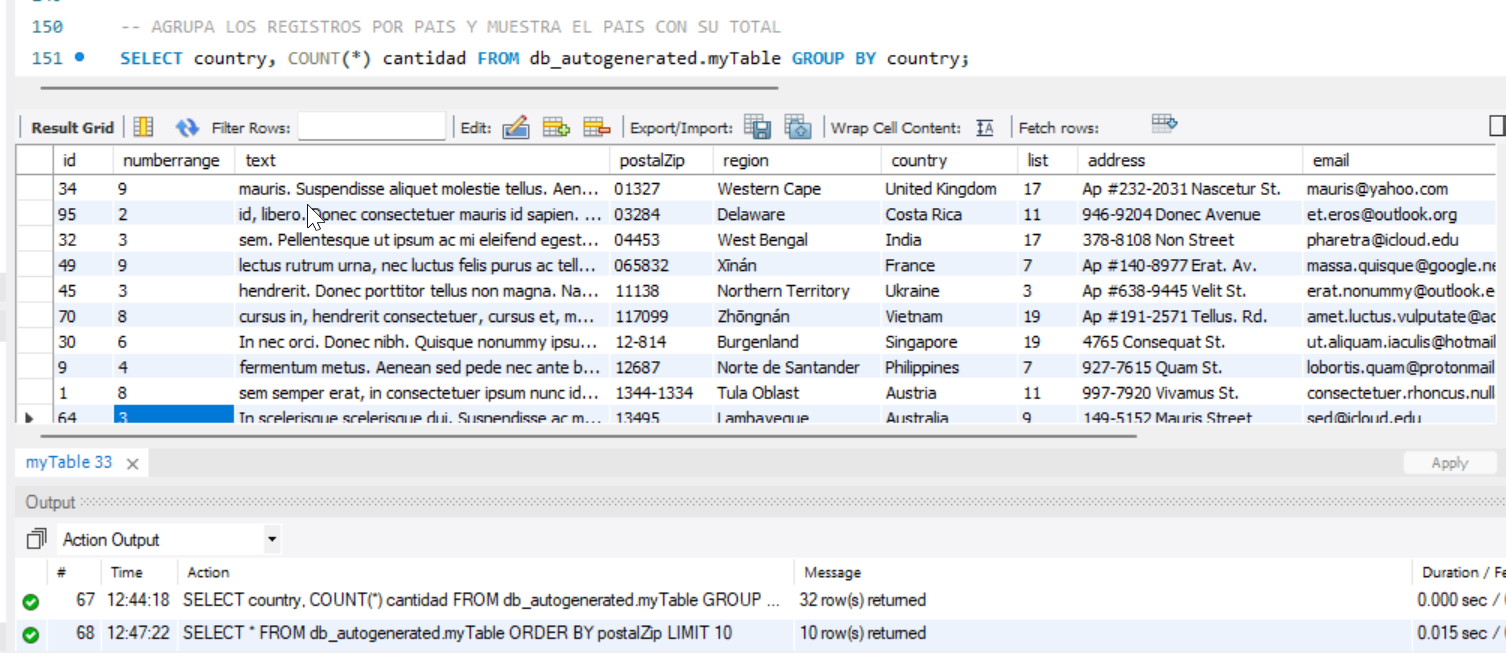 150 -- AGRUPA LOS REGISTROS POR PAIS Y MUESTRA EL PAIS CON SU TOTAL
151 SELECT country, COUNT(*) cantidad FROM db_autogenerated.myTable GROUP BY country;
Result Grid Filter Rows: Edit: Export/Import: Wrap Cell Content: Fetch rows:
id numberrange text postalZip region country list address email
34 9 mauris. Suspendisse aliquet molestie tellus. Aen... 01327 Western Cape United Kingdom 17 Ap #232-2031 Nascetur St. mauris@yahoo.com
95 2 id, libero. Donec consectetuer mauris id sapien. ... 03284 Delaware Costa Rica 11 946-9204 Donec Avenue et.eros@outlook.org
32 3 sem. Pellentesque ut ipsum ac mi eleifend egest... 04453 West Bengal India 17 378-8108 Non Street pharetra@icloud.edu
49 9 lectus rutrum urna, nec luctus felis purus ac tell... 065832 Xīnán France 7 Ap #140-8977 Erat. Av. massa.quisque@google.ne
45 3 hendrerit. Donec porttitor tellus non magna. Na... 11138 Northern Territory Ukraine 3 Ap #638-9445 Velit St. erat.nonummy@outlook.e
70 8 cursus in, hendrerit consectetuer, cursus et, m... 117099 Zhōngnán Vietnam 19 Ap #191-2571 Tellus. Rd. amet.luctus.vulputate@ao
30 6 In nec orci. Donec nibh. Quisque nonummy ipsu... 12-814 Burgenland Singapore 19 4765 Consequat St. ut.aliquam.iaculis@hotmail
9 4 fermentum metus. Aenean sed pede nec ante b... 12687 Norte de Santander Philippines 7 927-7615 Quam St. lobortis.quam@protonmail
1 8 sem semper erat, in consectetuer ipsum nunc id... 1344-1334 Tula Oblast Austria 11 997-7920 Vivamus St. consectetuer.rhoncus.null
64 3 In scelerisque scelerisque dui. Suspendisse ac m... 13495 Lambayeque Australia 9 149-5152 Mauris Street sed@icloud.edu
myTable 33 Apply
Output
Action Output
# Time Action Message Duration / Fe
67 12:44:18 SELECT country, COUNT(*) cantidad FROM db_autogenerated.myTable GROUP ... 32 row(s) returned 0.000 sec /
68 12:47:22 SELECT * FROM db_autogenerated.myTable ORDER BY postalZip LIMIT 10 10 row(s) returned 0.015 sec /